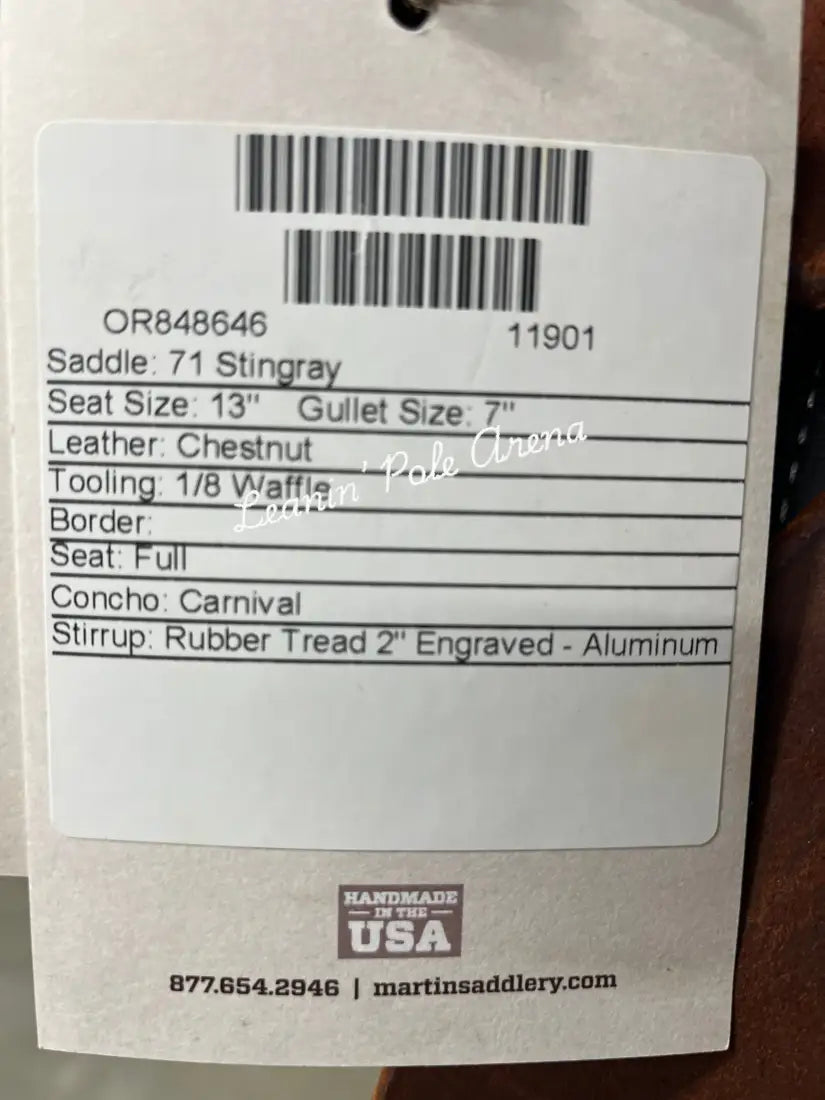 OR848646 11901
Saddle: 71 Stingray
Seat Size: 13" Gullet Size: 7"
Leather: Chestnut
Tooling: 1/8 Waffle
Leanin' Pole Arena
Border:
Seat: Full
Concho: Carnival
Stirrup: Rubber Tread 2" Engraved - Aluminum
HANDMADE
IN THE
USA
877.654.2946 | martinsaddlery.com